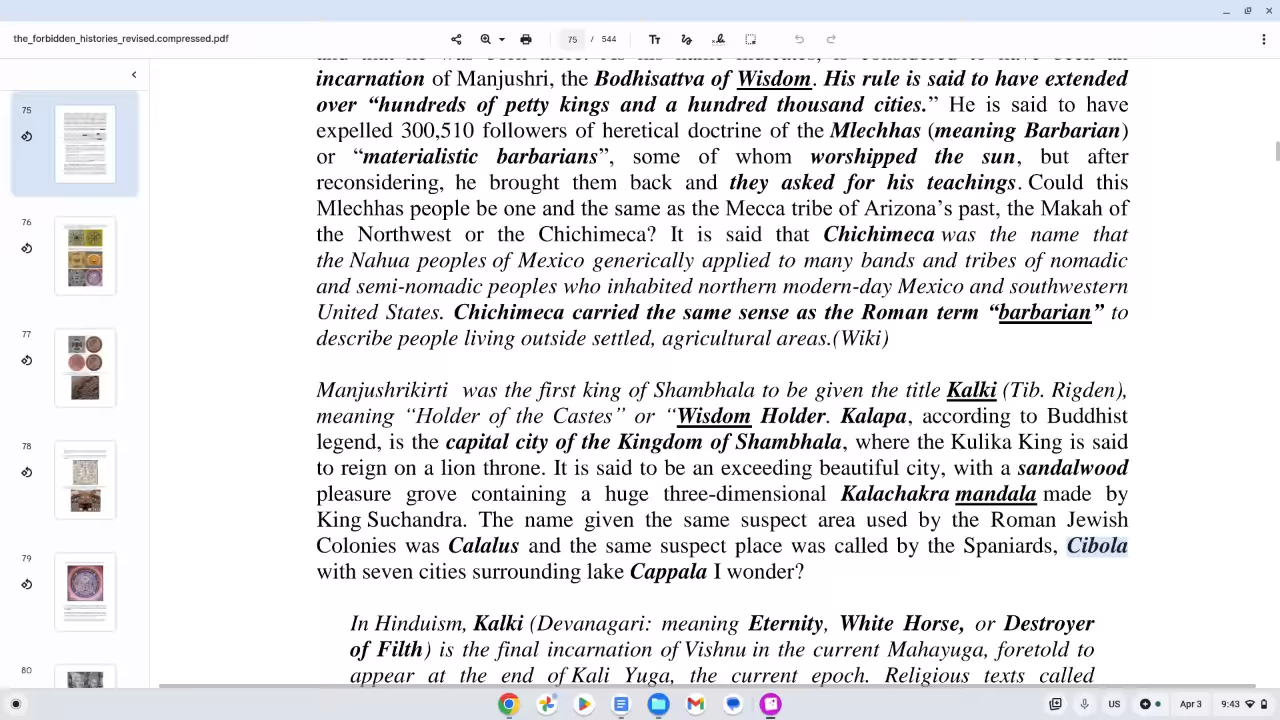 the_forbidden_histories_revised.compressed.pdf
75 / 544
incarnation of Manjushri, the Bodhisattva of Wisdom. His rule is said to have extended
over “hundreds of petty kings and a hundred thousand cities.” He is said to have
expelled 300,510 followers of heretical doctrine of the Mlechhas (meaning Barbarian)
or “materialistic barbarians”, some of whom worshipped the sun, but after
reconsidering, he brought them back and they asked for his teachings. Could this
Mlechhas people be one and the same as the Mecca tribe of Arizona’s past, the Makah of
the Northwest or the Chichimeca? It is said that Chichimeca was the name that
the Nahua peoples of Mexico generically applied to many bands and tribes of nomadic
and semi-nomadic peoples who inhabited northern modern-day Mexico and southwestern
United States. Chichimeca carried the same sense as the Roman term “barbarian” to
describe people living outside settled, agricultural areas.(Wiki)
Manjushrikirti was the first king of Shambhala to be given the title Kalki (Tib. Rigden),
meaning “Holder of the Castes” or “Wisdom Holder. Kalapa, according to Buddhist
legend, is the capital city of the Kingdom of Shambhala, where the Kulika King is said
to reign on a lion throne. It is said to be an exceeding beautiful city, with a sandalwood
pleasure grove containing a huge three-dimensional Kalachakra mandala made by
King Suchandra. The name given the same suspect area used by the Roman Jewish
Colonies was Calalus and the same suspect place was called by the Spaniards, Cibola
with seven cities surrounding lake Cappala I wonder?
In Hinduism, Kalki (Devanagari: meaning Eternity, White Horse, or Destroyer
of Filth) is the final incarnation of Vishnu in the current Mahayuga, foretold to
appear at the end of Kali Yuga, the current epoch. Religious texts called
75
76
77
78
79
80
US
Apr 3
9:43